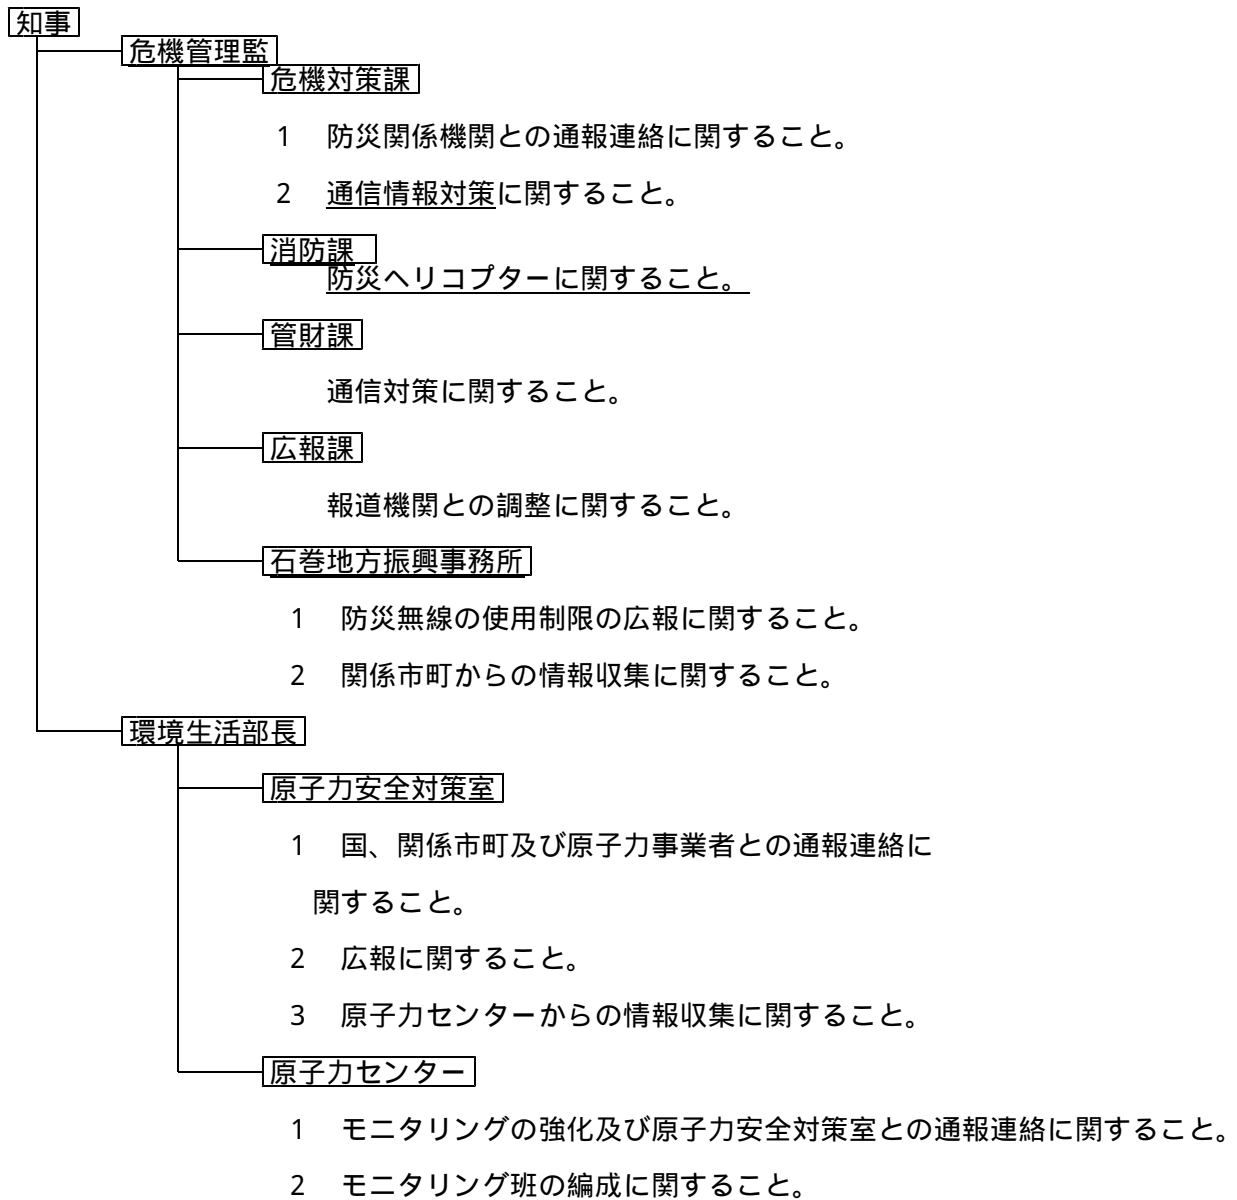 知事
危機管理監
危機対策課
1 防災関係機関との通報連絡に関すること。
2 通信情報対策に関すること。
消防課
防災ヘリコプターに関すること。
管財課
通信対策に関すること。
広報課
報道機関との調整に関すること。
石巻地方振興事務所
1 防災無線の使用制限の広報に関すること。
2 関係市町からの情報収集に関すること。
環境生活部長
原子力安全対策室
1 国、関係市町及び原子力事業者との通報連絡に
関すること。
2 広報に関すること。
3 原子力センターからの情報収集に関すること。
原子力センター
1 モニタリングの強化及び原子力安全対策室との通報連絡に関すること。
2 モニタリング班の編成に関すること。